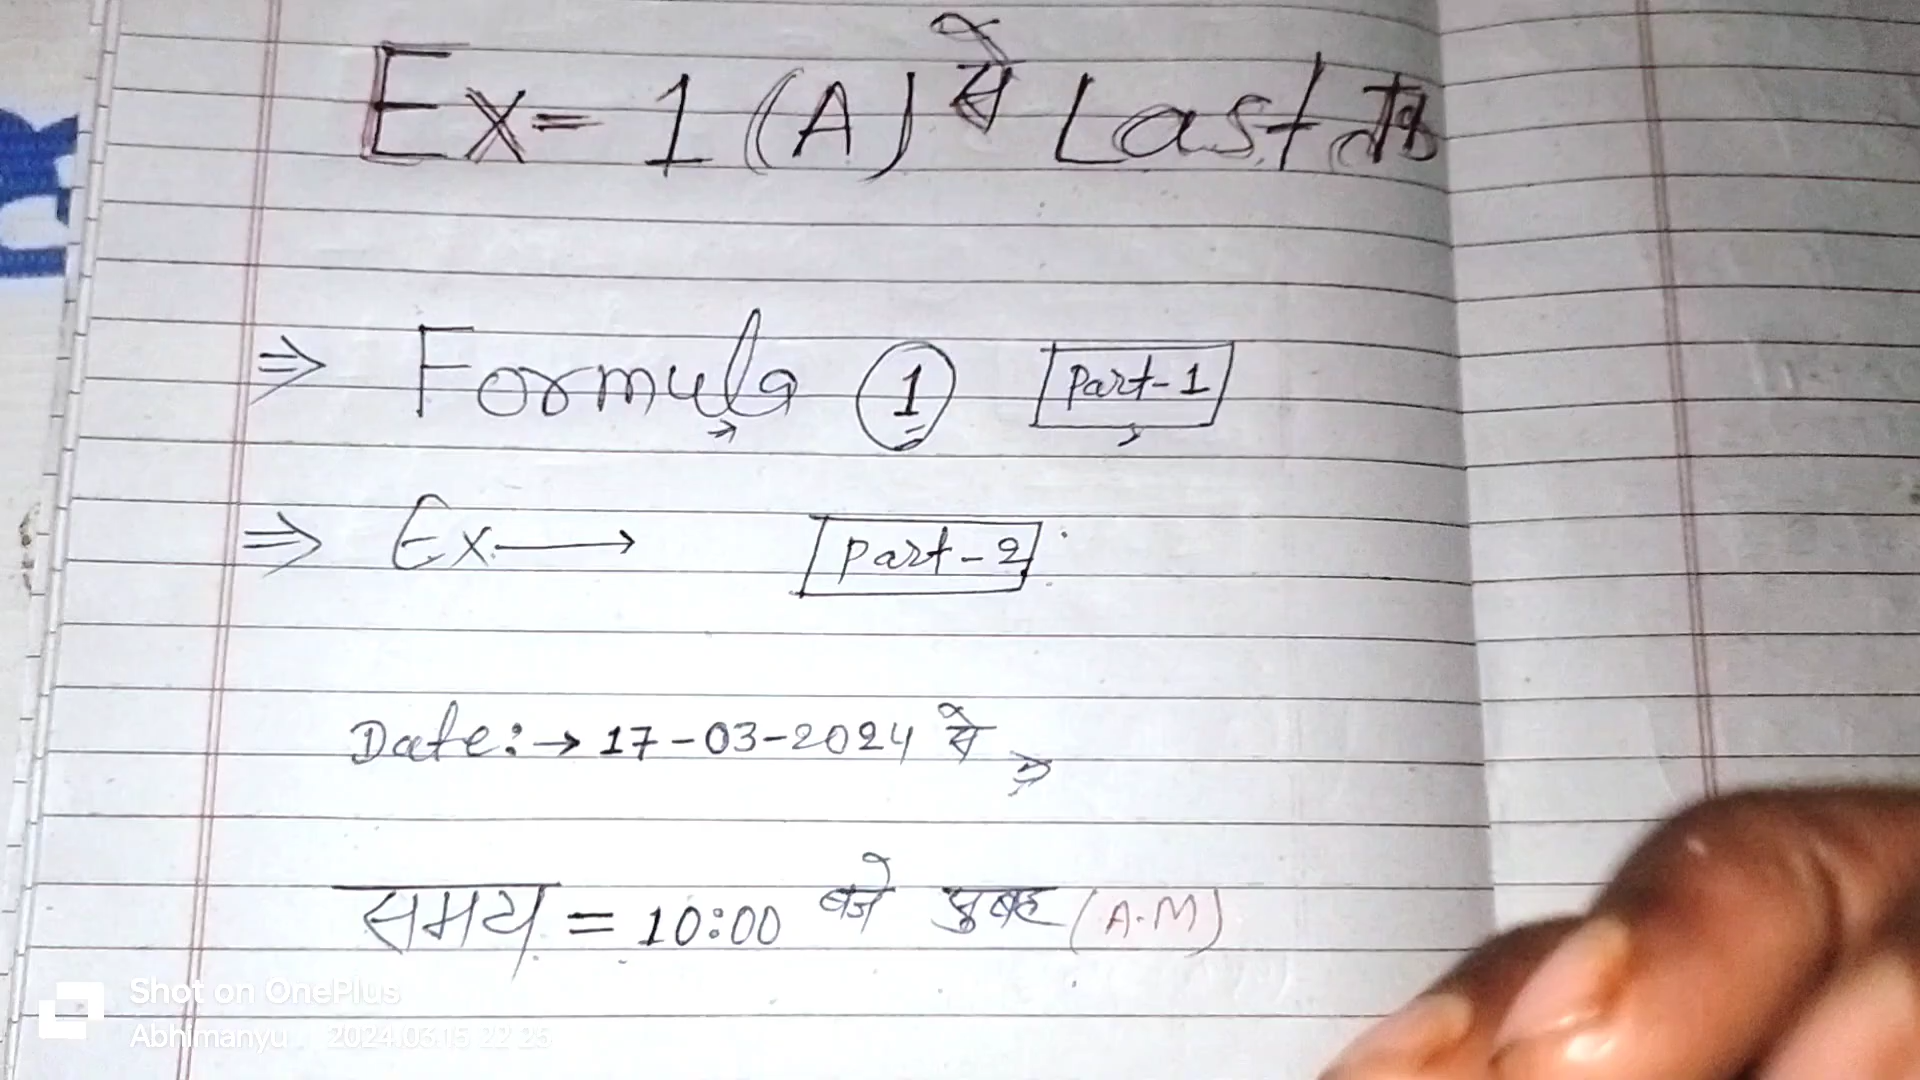 Ex- 1 (A) से Last तक
⇒ Formula ① Part-1
⇒ Ex ⟶ Part-2
Date:→ 17-03-2024 से
समय = 10:00 बजे सुबह (A.M)
Shot on OnePlus
Abhimanyu 2024.03.15 22:25